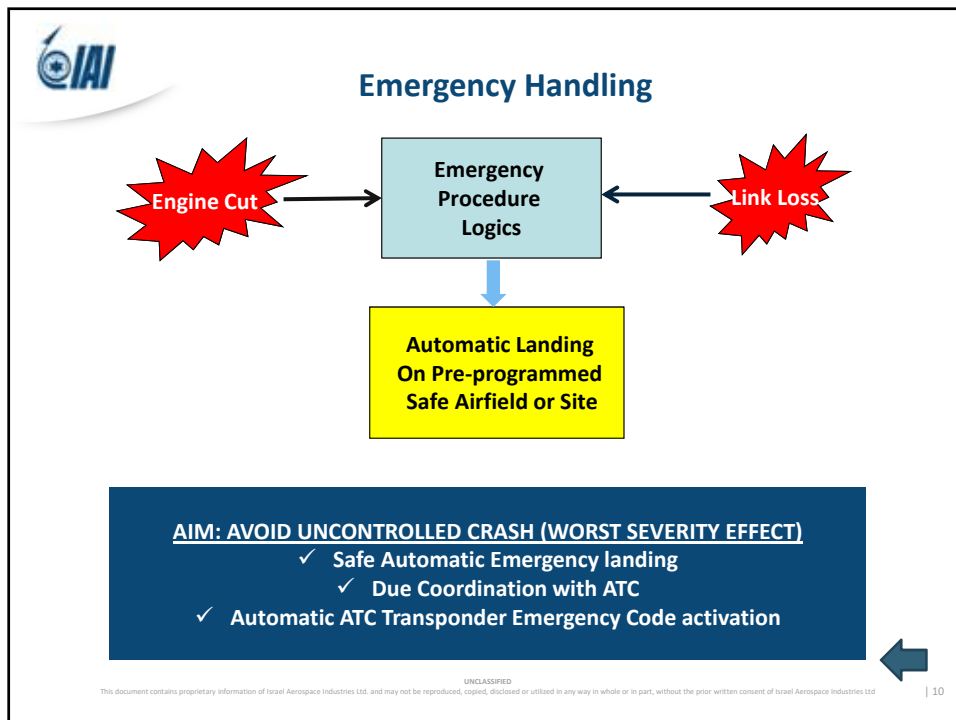 IAI
Emergency Handling
Engine Cut
Emergency
Procedure
Logics
Link Loss
Automatic Landing
On Pre-programmed
Safe Airfield or Site
AIM: AVOID UNCONTROLLED CRASH (WORST SEVERITY EFFECT)
✓ Safe Automatic Emergency landing
✓ Due Coordination with ATC
✓ Automatic ATC Transponder Emergency Code activation
UNCLASSIFIED
This document contains proprietary information of Israel Aerospace Industries Ltd. and may not be reproduced, copied, disclosed or utilized in any way in whole or in part, without the prior written consent of Israel Aerospace Industries Ltd
| 10